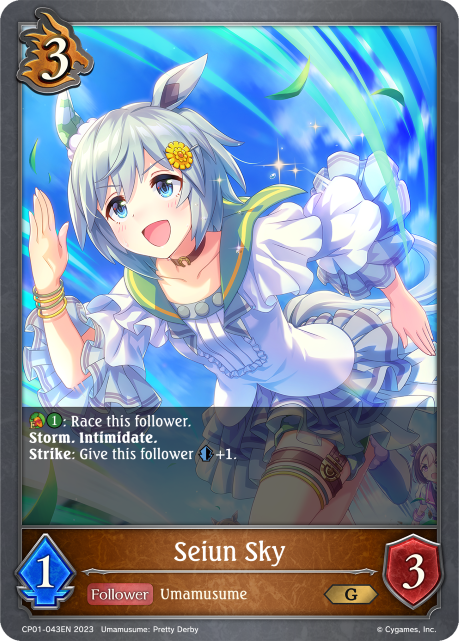 3
1: Race this follower.
Storm. Intimidate.
Strike: Give this follower +1.
Seiun Sky
1
Follower Umamusume G
3
CP01-043EN 2023 Umamusume: Pretty Derby © Cygames, Inc.